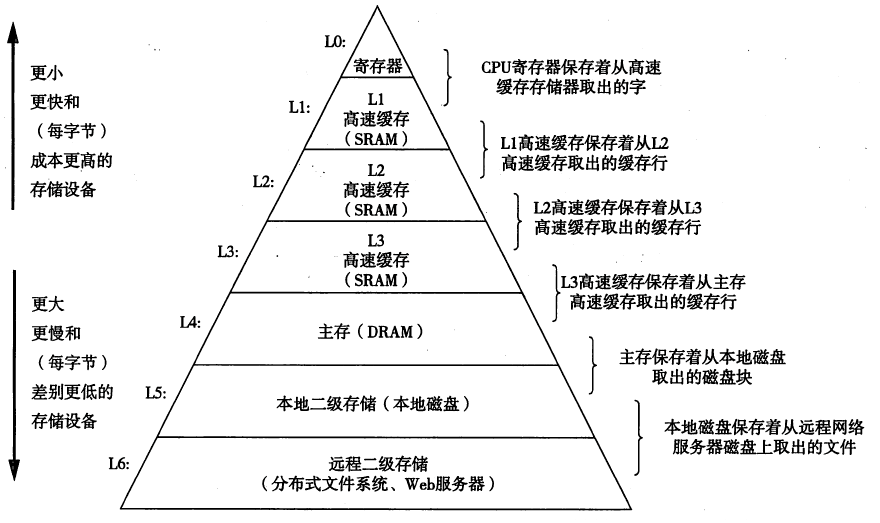 L0:
寄存器
CPU寄存器保存着从高速
缓存存储器取出的字
更小
更快和
（每字节）
成本更高的
存储设备
L1:
L1
高速缓存
（SRAM）
L1高速缓存保存着从L2
高速缓存取出的缓存行
L2:
L2
高速缓存
（SRAM）
L2高速缓存保存着从L3
高速缓存取出的缓存行
L3:
L3
高速缓存
（SRAM）
L3高速缓存保存着从主存
高速缓存取出的缓存行
更大
更慢和
（每字节）
差别更低的
存储设备
L4:
主存（DRAM）
主存保存着从本地磁盘
取出的磁盘块
L5:
本地二级存储（本地磁盘）
本地磁盘保存着从远程网络
服务器磁盘上取出的文件
L6:
远程二级存储
（分布式文件系统、Web服务器）